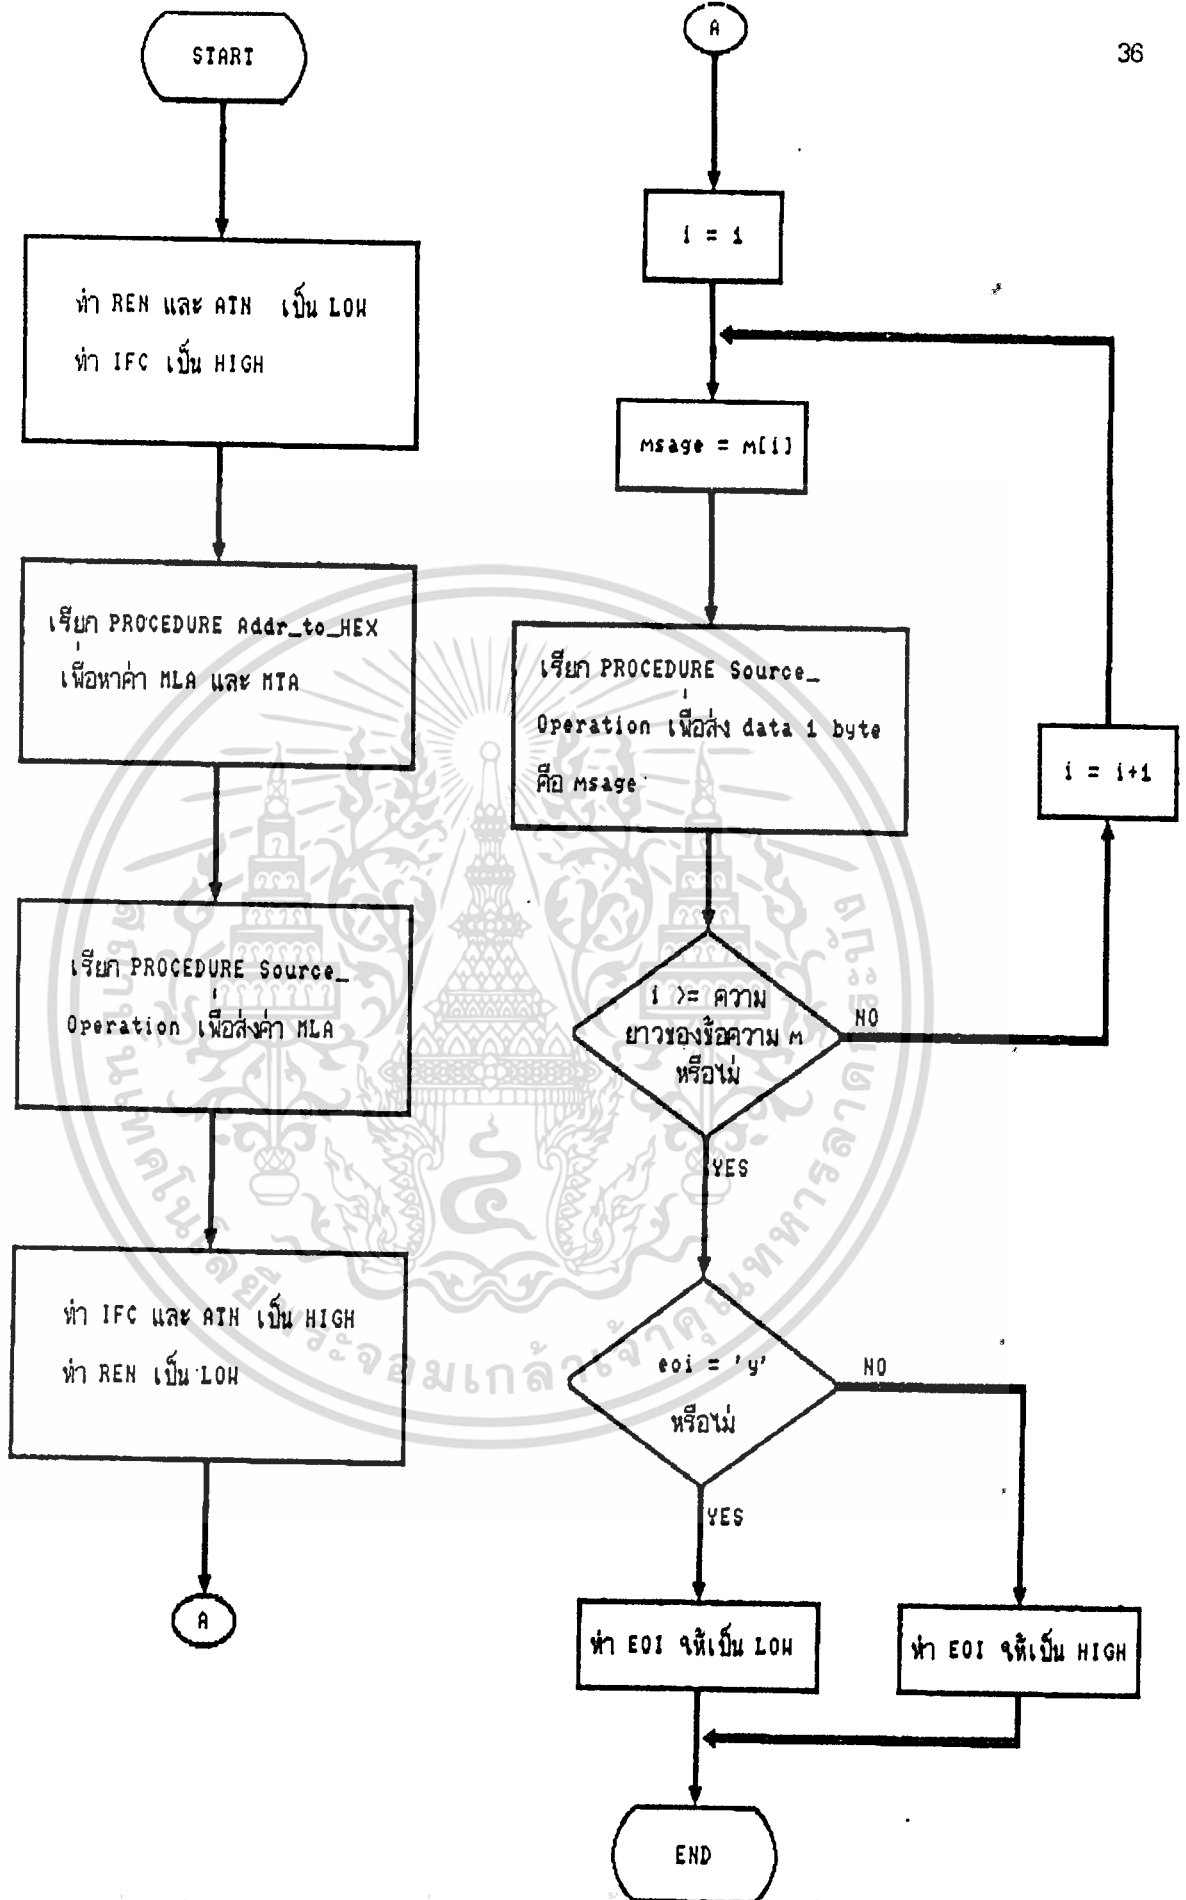 36
START
ทำ REN และ ATN เป็น LOW
ทำ IFC เป็น HIGH
เรียก PROCEDURE Addr_to_HEX
เพื่อหาค่า MLA และ MTA
เรียก PROCEDURE Source_
Operation เพื่อส่งค่า MLA
ทำ IFC และ ATN เป็น HIGH
ทำ REN เป็น LOW
A
A
i = 1
msage = m[i]
เรียก PROCEDURE Source_
Operation เพื่อส่ง data 1 byte
คือ msage
i = i+1
i >= ความ
ยาวของข้อความ m
หรือไม่
NO
YES
eoi = 'y'
หรือไม่
NO
YES
ทำ EOI ให้เป็น LOW
ทำ EOI ให้เป็น HIGH
END